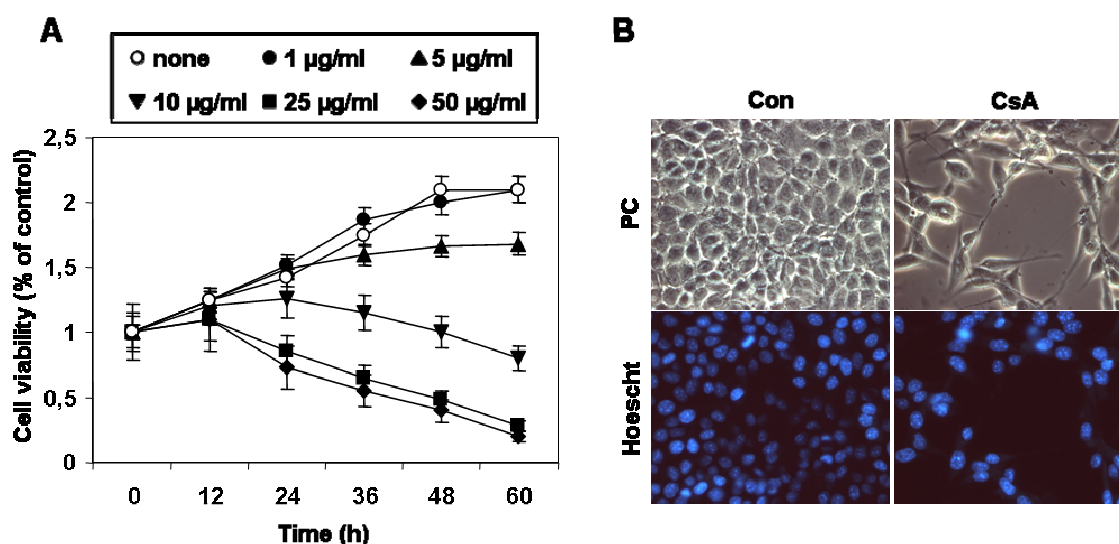 A
none 1 µg/ml 5 µg/ml
10 µg/ml 25 µg/ml 50 µg/ml
Cell viability (% of control)
2,5
2
1,5
1
0,5
0
0 12 24 36 48 60
Time (h)
B
Con CsA
PC
Hoescht